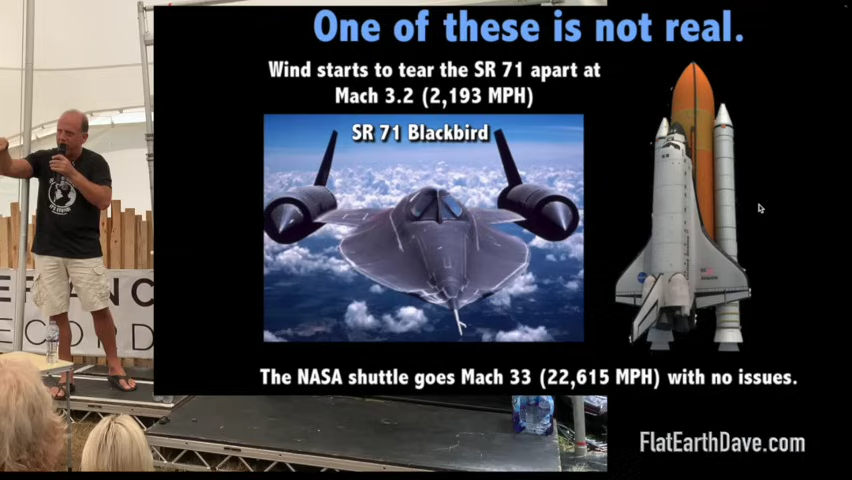 One of these is not real.
Wind starts to tear the SR 71 apart at
Mach 3.2 (2,193 MPH)
SR 71 Blackbird
The NASA shuttle goes Mach 33 (22,615 MPH) with no issues.
FlatEarthDave.com